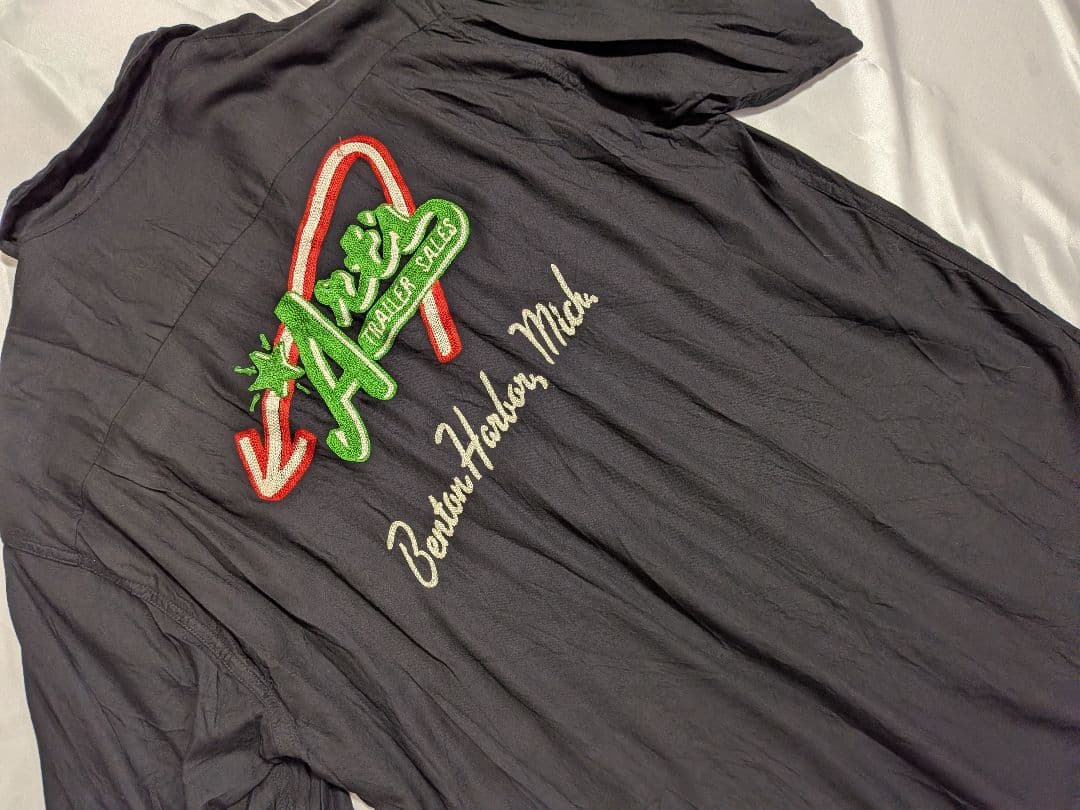 Art's
TRAILER SALES
Benton Harbor, Mich.